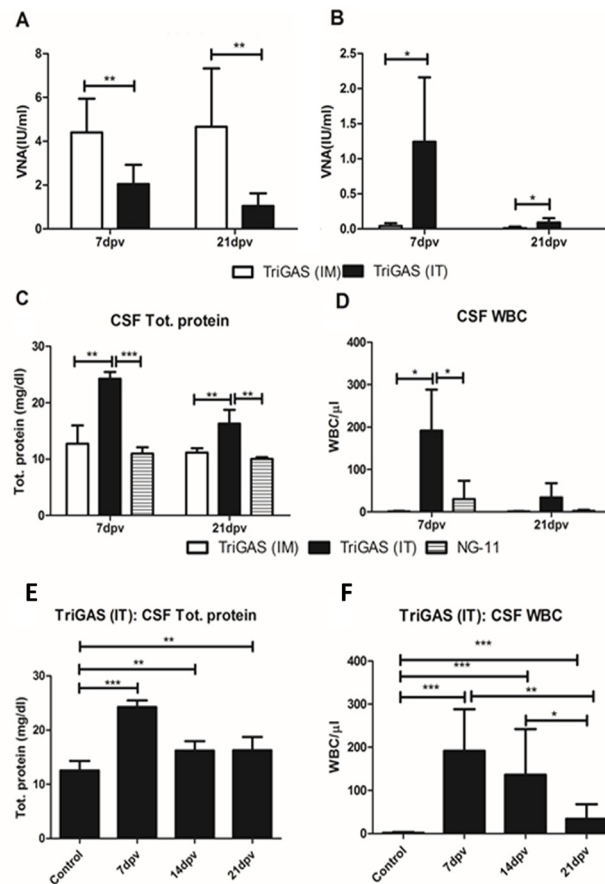 A
B
** **
* *
VNA(IU/ml)
8
6
4
2
0
7dpv 21dpv
VNA(IU/ml)
2.5
2.0
1.5
1.0
0.5
0.0
7dpv 21dpv
TriGAS (IM) TriGAS (IT)
C
CSF Tot. protein
D
CSF WBC
** *** ** **
* *
Tot. protein (mg/dl)
30
20
10
0
7dpv 21dpv
WBC/µl
400
300
200
100
0
7dpv 21dpv
TriGAS (IM) TriGAS (IT) NG-11
E
TriGAS (IT): CSF Tot. protein
F
TriGAS (IT): CSF WBC
**
**
***
***
***
*** **
*
Tot. protein (mg/dl)
30
20
10
0
Control 7dpv 14dpv 21dpv
WBC/µl
400
300
200
100
0
Control 7dpv 14dpv 21dpv